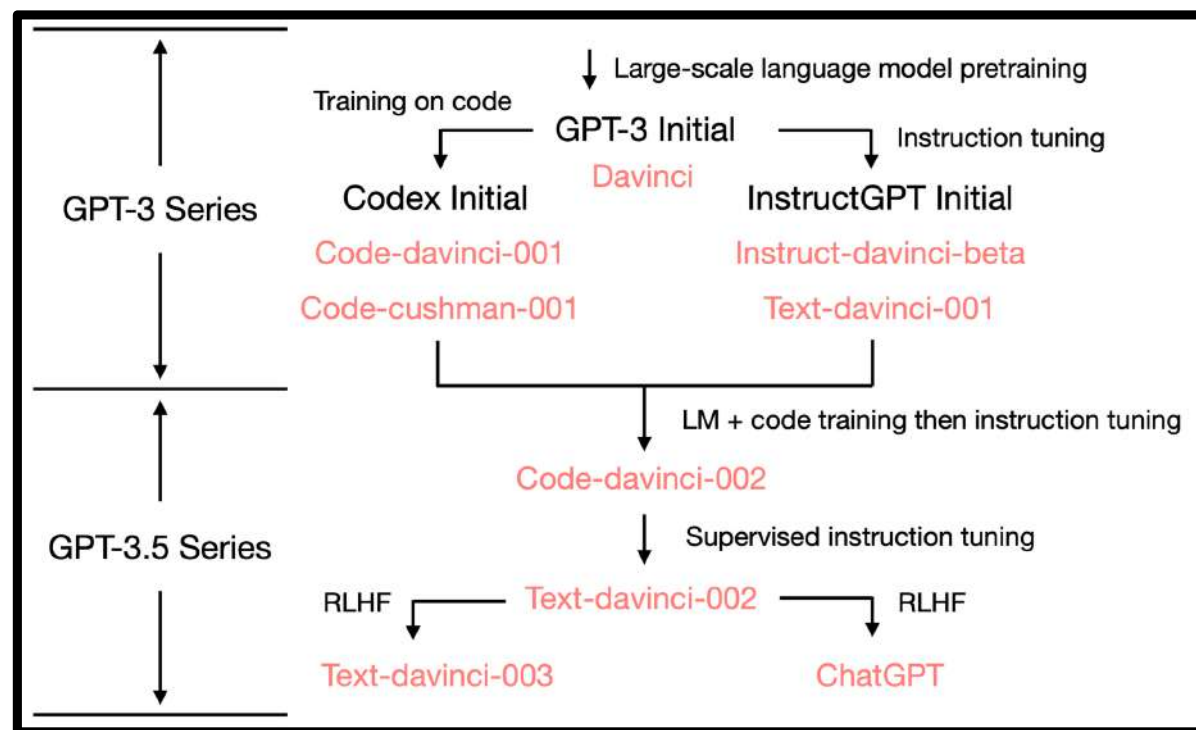 Large-scale language model pretraining
Training on code
GPT-3 Initial
Instruction tuning
Davinci
Codex Initial
InstructGPT Initial
GPT-3 Series
Code-davinci-001
Instruct-davinci-beta
Code-cushman-001
Text-davinci-001
LM + code training then instruction tuning
Code-davinci-002
GPT-3.5 Series
Supervised instruction tuning
RLHF
Text-davinci-002
RLHF
Text-davinci-003
ChatGPT